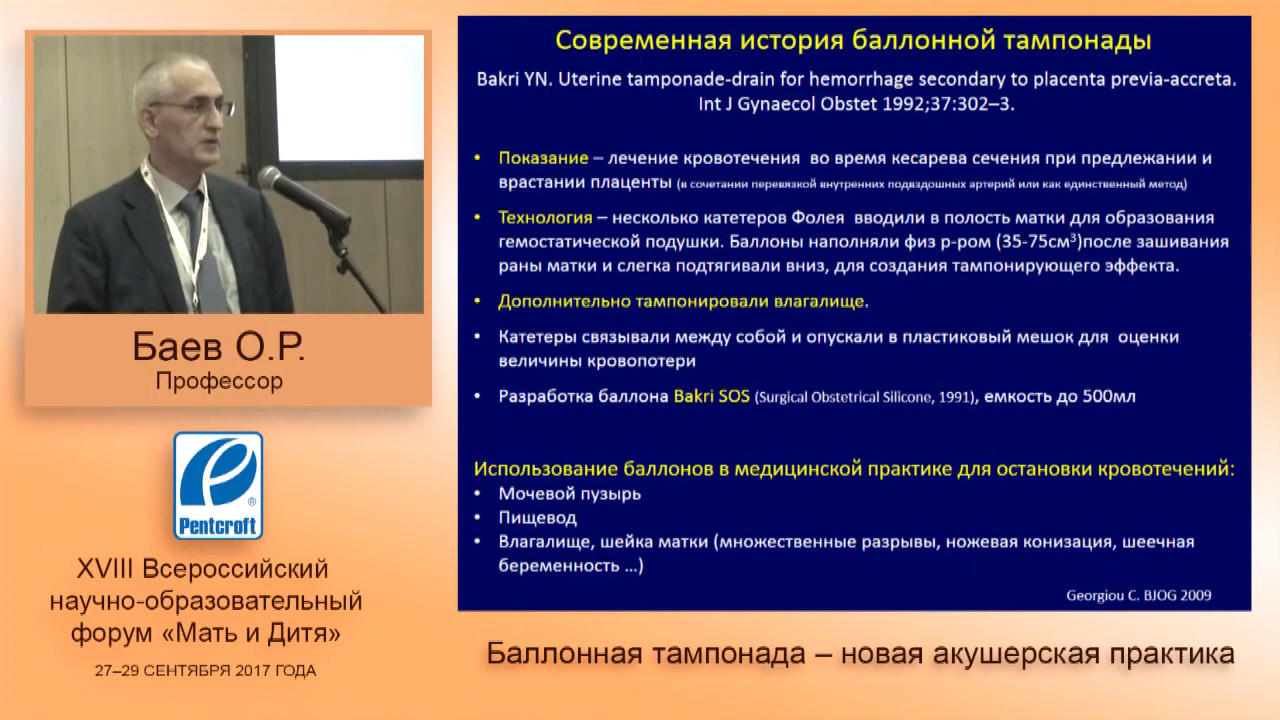 Баев О.Р.
Профессор
Pentcroft
®
XVIII Всероссийский
научно-образовательный
форум «Мать и Дитя»
27–29 СЕНТЯБРЯ 2017 ГОДА
Современная история баллонной тампонады
Bakri YN. Uterine tamponade-drain for hemorrhage secondary to placenta previa-accreta.
Int J Gynaecol Obstet 1992;37:302–3.
• Показание – лечение кровотечения во время кесарева сечения при предлежании и
врастании плаценты (в сочетании перевязкой внутренних подвздошных артерий или как единственный метод)
• Технология – несколько катетеров Фолея вводили в полость матки для образования
гемостатической подушки. Баллоны наполняли физ р-ром (35-75см³)после зашивания
раны матки и слегка подтягивали вниз, для создания тампонирующего эффекта.
• Дополнительно тампонировали влагалище.
• Катетеры связывали между собой и опускали в пластиковый мешок для оценки
величины кровопотери
• Разработка баллона Bakri SOS (Surgical Obstetrical Silicone, 1991), емкость до 500мл
Использование баллонов в медицинской практике для остановки кровотечений:
• Мочевой пузырь
• Пищевод
• Влагалище, шейка матки (множественные разрывы, ножевая конизация, шеечная
беременность ...)
Georgiou C. BJOG 2009
Баллонная тампонада – новая акушерская практика